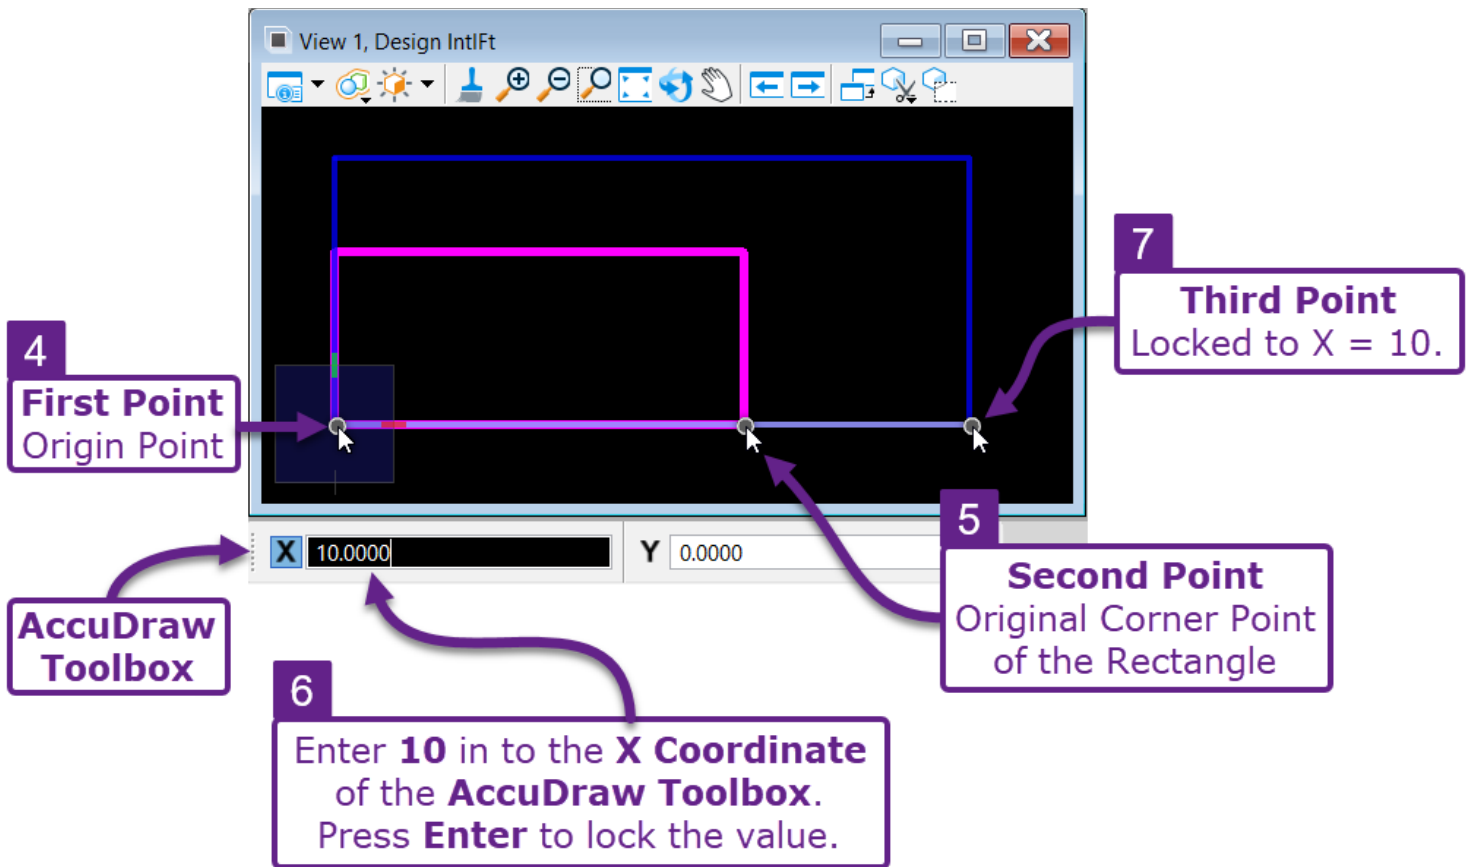 View 1, Design IntlFt
7
Third Point
Locked to X = 10.
4
First Point
Origin Point
5
Second Point
Original Corner Point
of the Rectangle
X 10.0000
Y 0.0000
AccuDraw
Toolbox
6
Enter 10 in to the X Coordinate
of the AccuDraw Toolbox.
Press Enter to lock the value.